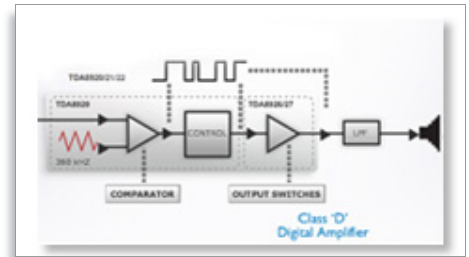 TDA8920/21/22
TDA8920
TDA8926/27
CONTROL
LPF
360 kHZ
COMPARATOR
OUTPUT SWITCHES
Class 'D'
Digital Amplifier